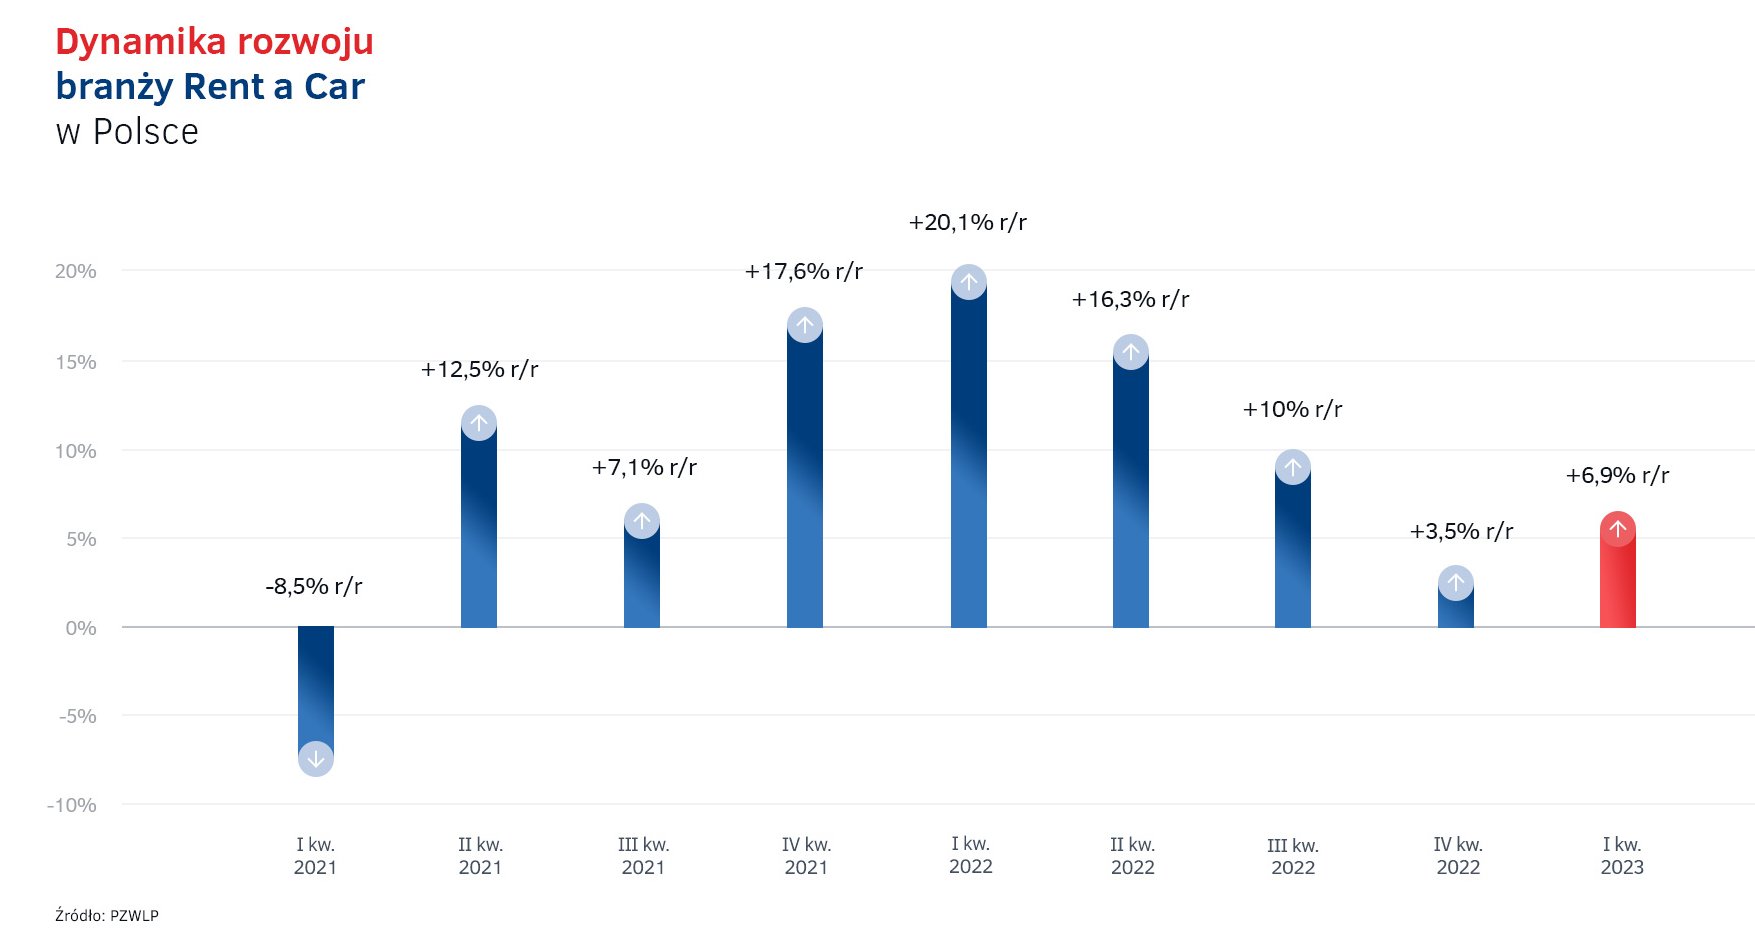 Dynamika rozwoju
branży Rent a Car
w Polsce
+20,1% r/r
20%
+17,6% r/r
+16,3% r/r
15%
+12,5% r/r
+10% r/r
10%
+7,1% r/r
+6,9% r/r
5%
+3,5% r/r
-8,5% r/r
0%
-5%
-10%
I kw.
2021
II kw.
2021
III kw.
2021
IV kw.
2021
I kw.
2022
II kw.
2022
III kw.
2022
IV kw.
2022
I kw.
2023
Źródło: PZWLP